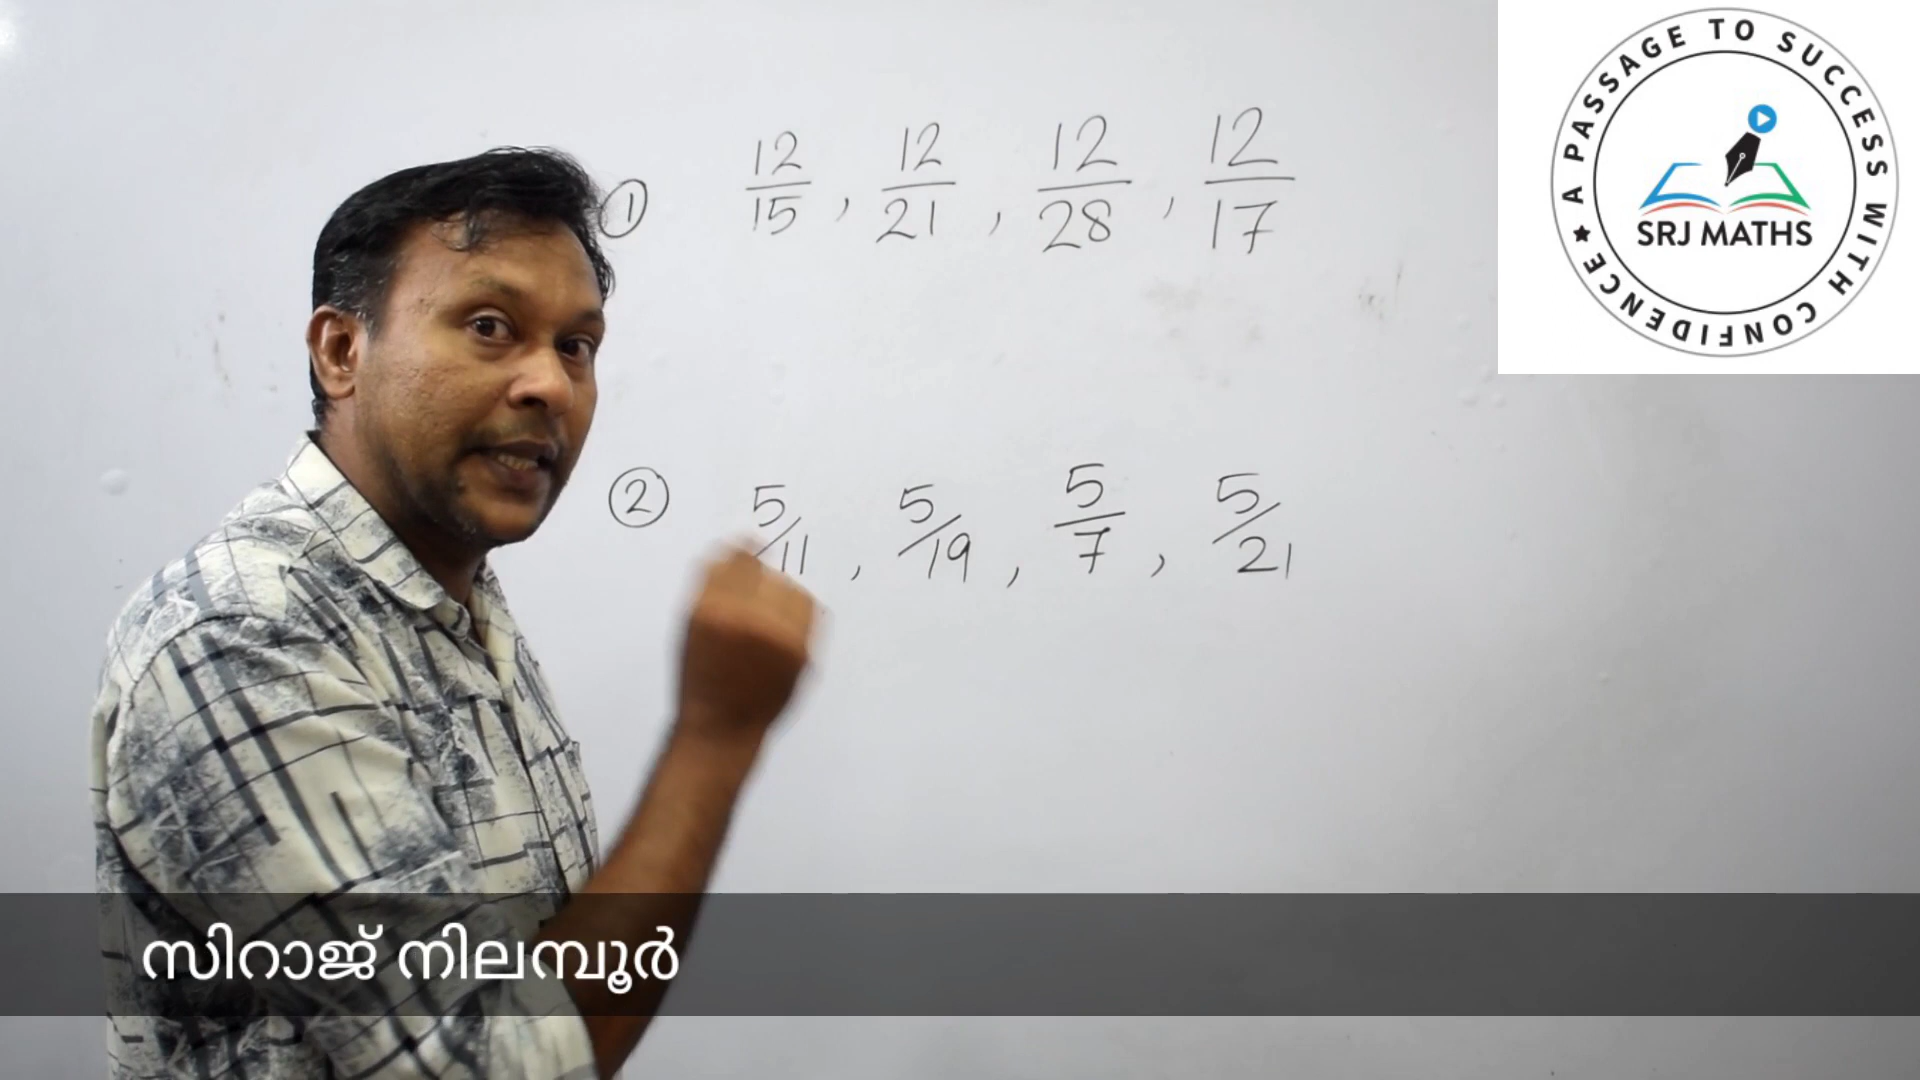 ① 12/15 , 12/21 , 12/28 , 12/17
② 5/11 , 5/19 , 5/7 , 5/21
A PASSAGE TO SUCCESS WITH CONFIDENCE ★
SRJ MATHS
സിറാജ് നിലമ്പൂർ